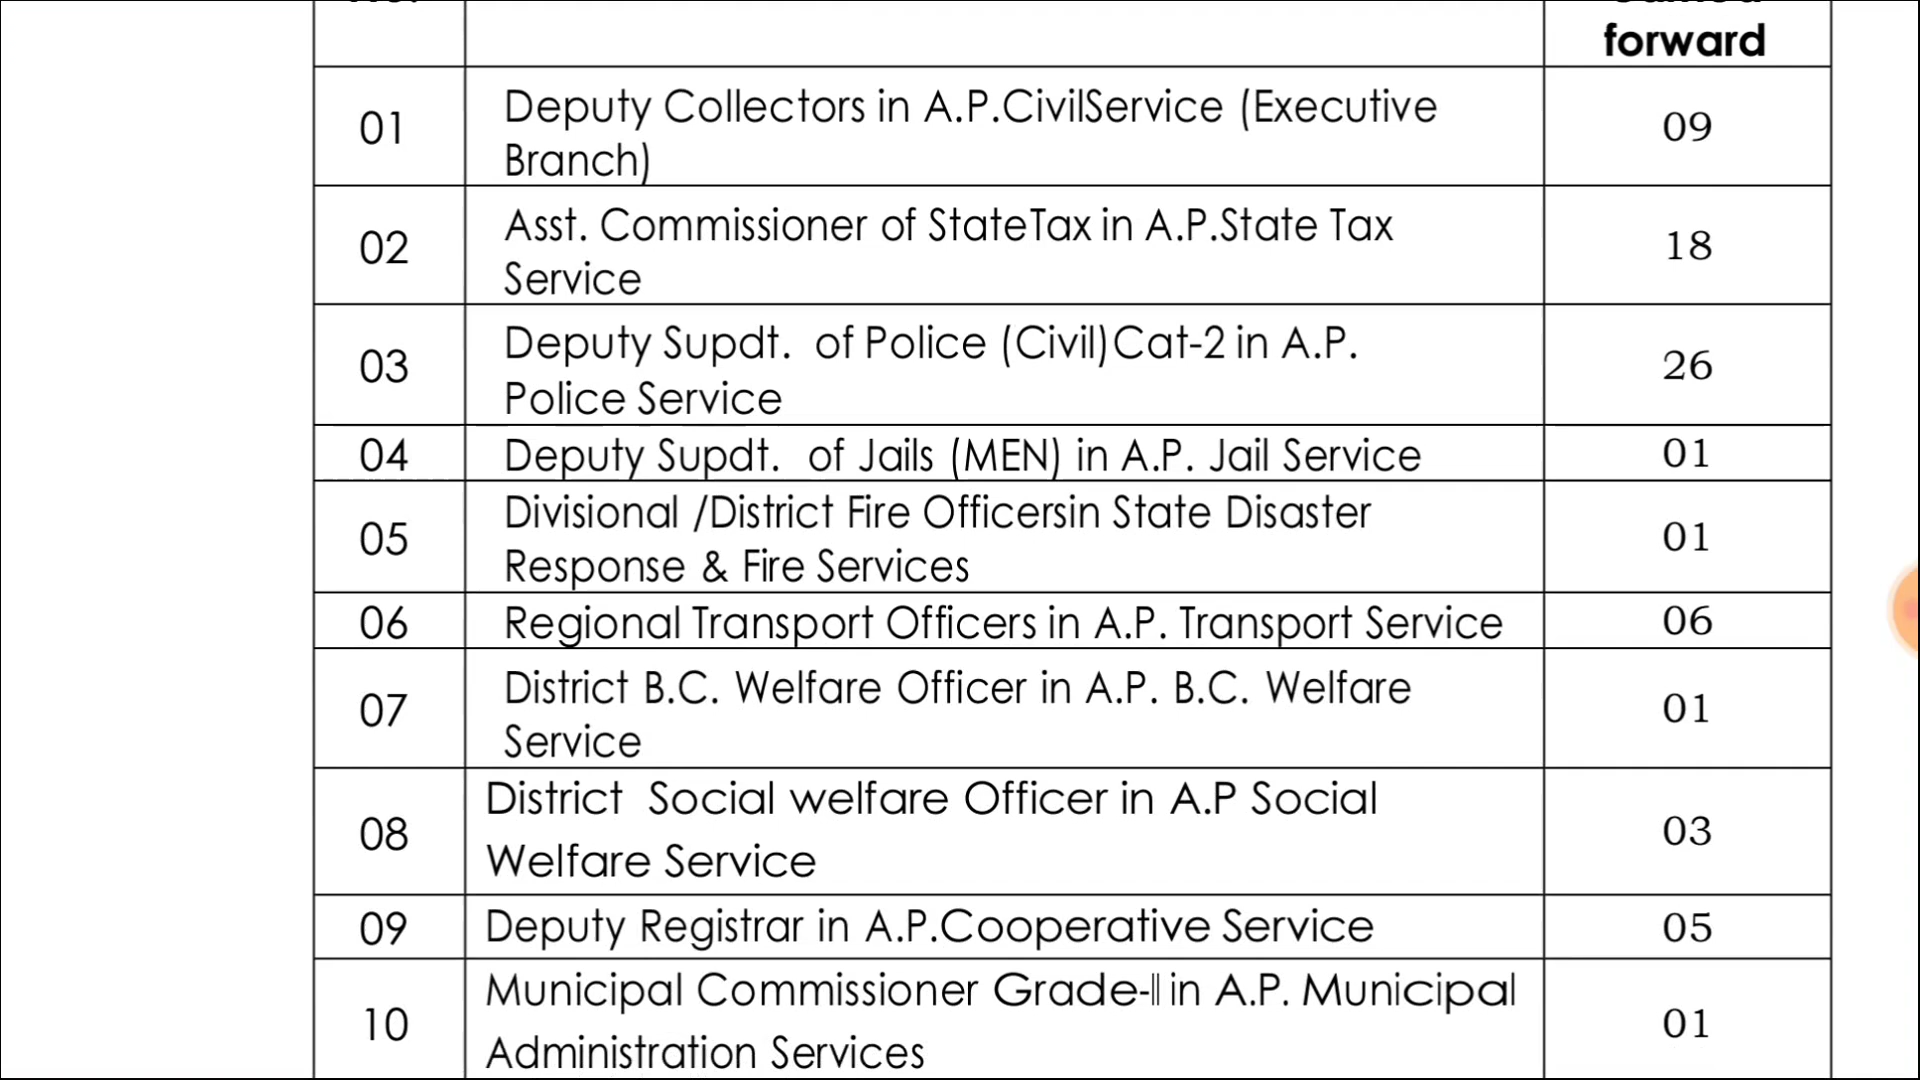 forward
01
Deputy Collectors in A.P.CivilService (Executive
Branch)
09
02
Asst. Commissioner of StateTax in A.P.State Tax
Service
18
03
Deputy Supdt.  of Police (Civil)Cat-2 in A.P.
Police Service
26
04
Deputy Supdt.  of Jails (MEN) in A.P. Jail Service
01
05
Divisional /District Fire Officersin State Disaster
Response & Fire Services
01
06
Regional Transport Officers in A.P. Transport Service
06
07
District B.C. Welfare Officer in A.P. B.C. Welfare
Service
01
08
District  Social welfare Officer in A.P Social
Welfare Service
03
09
Deputy Registrar in A.P.Cooperative Service
05
10
Municipal Commissioner Grade-II in A.P. Municipal
Administration Services
01